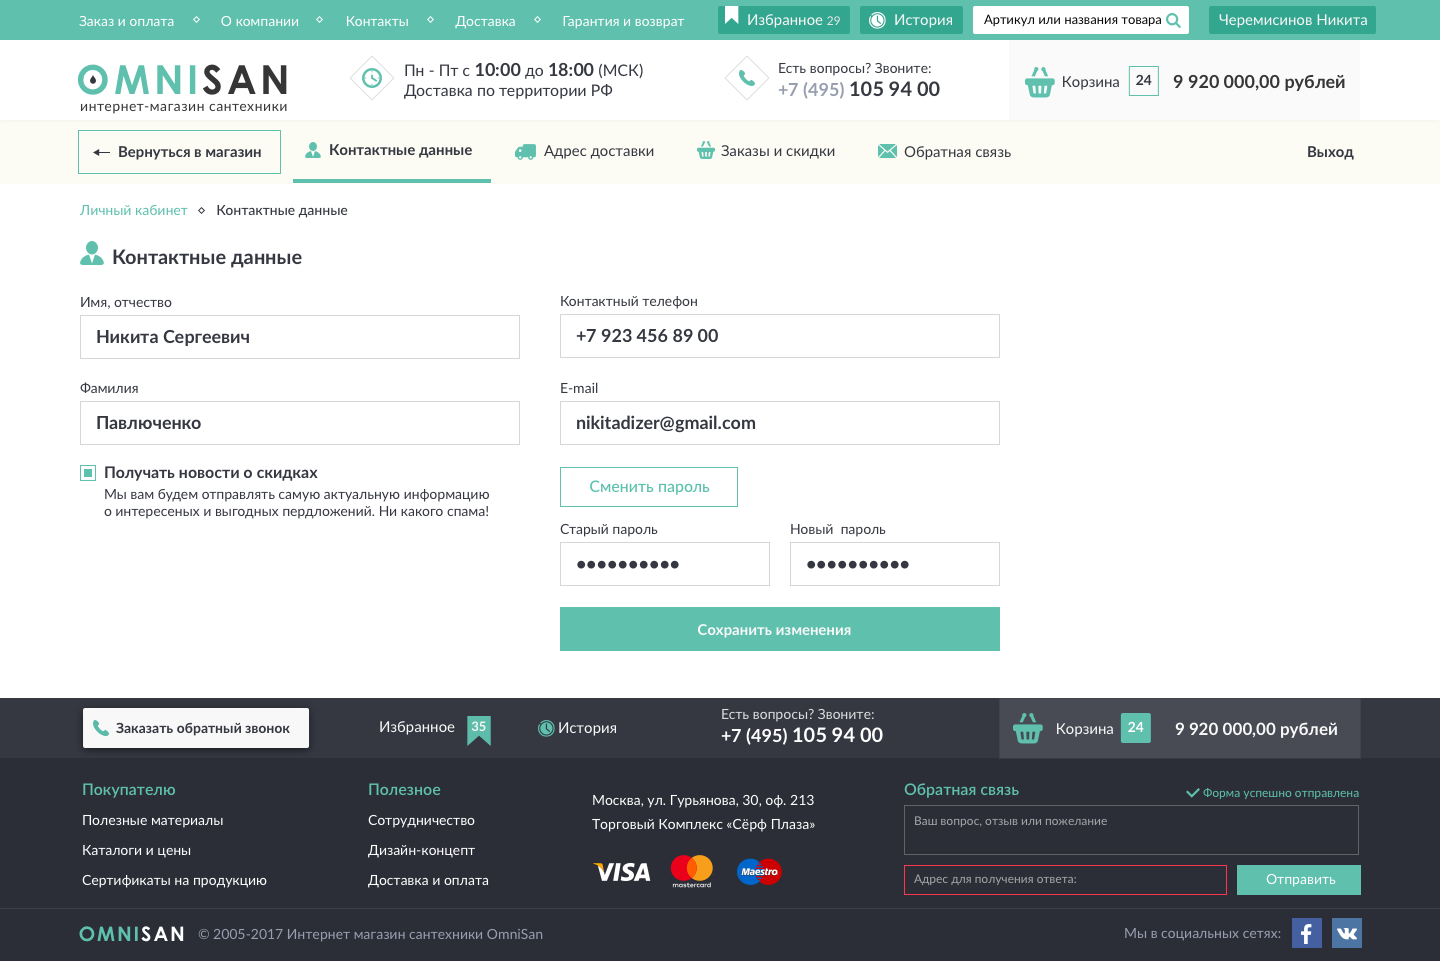 Заказ и оплата
О компании
Контакты
Доставка
Гарантия и возврат
Избранное 29
История
Артикул или названия товара
Черемисинов Никита
OMNISAN
интернет-магазин сантехники
Пн - Пт с 10:00 до 18:00 (МСК)
Доставка по территории РФ
Есть вопросы? Звоните:
+7 (495) 105 94 00
Корзина 24 9 920 000,00 рублей
Вернуться в магазин
Контактные данные
Адрес доставки
Заказы и скидки
Обратная связь
Выход
Личный кабинет
Контактные данные
Контактные данные
Имя, отчество
Никита Сергеевич
Контактный телефон
+7 923 456 89 00
Фамилия
Павлюченко
E-mail
nikitadizer@gmail.com
Получать новости о скидках
Мы вам будем отправлять самую актуальную информацию
о интересеных и выгодных пердложений. Ни какого спама!
Сменить пароль
Старый пароль
Новый пароль
Сохранить изменения
Заказать обратный звонок
Избранное 35
История
Есть вопросы? Звоните:
+7 (495) 105 94 00
Корзина 24 9 920 000,00 рублей
Покупателю
Полезные материалы
Каталоги и цены
Сертификаты на продукцию
Полезное
Сотрудничество
Дизайн-концепт
Доставка и оплата
Москва, ул. Гурьянова, 30, оф. 213
Торговый Комплекс «Сёрф Плаза»
VISA
mastercard
Maestro
Обратная связь
Форма успешно отправлена
Ваш вопрос, отзыв или пожелание
Адрес для получения ответа:
Отправить
OMNISAN
© 2005-2017 Интернет магазин сантехники OmniSan
Мы в социальных сетях: